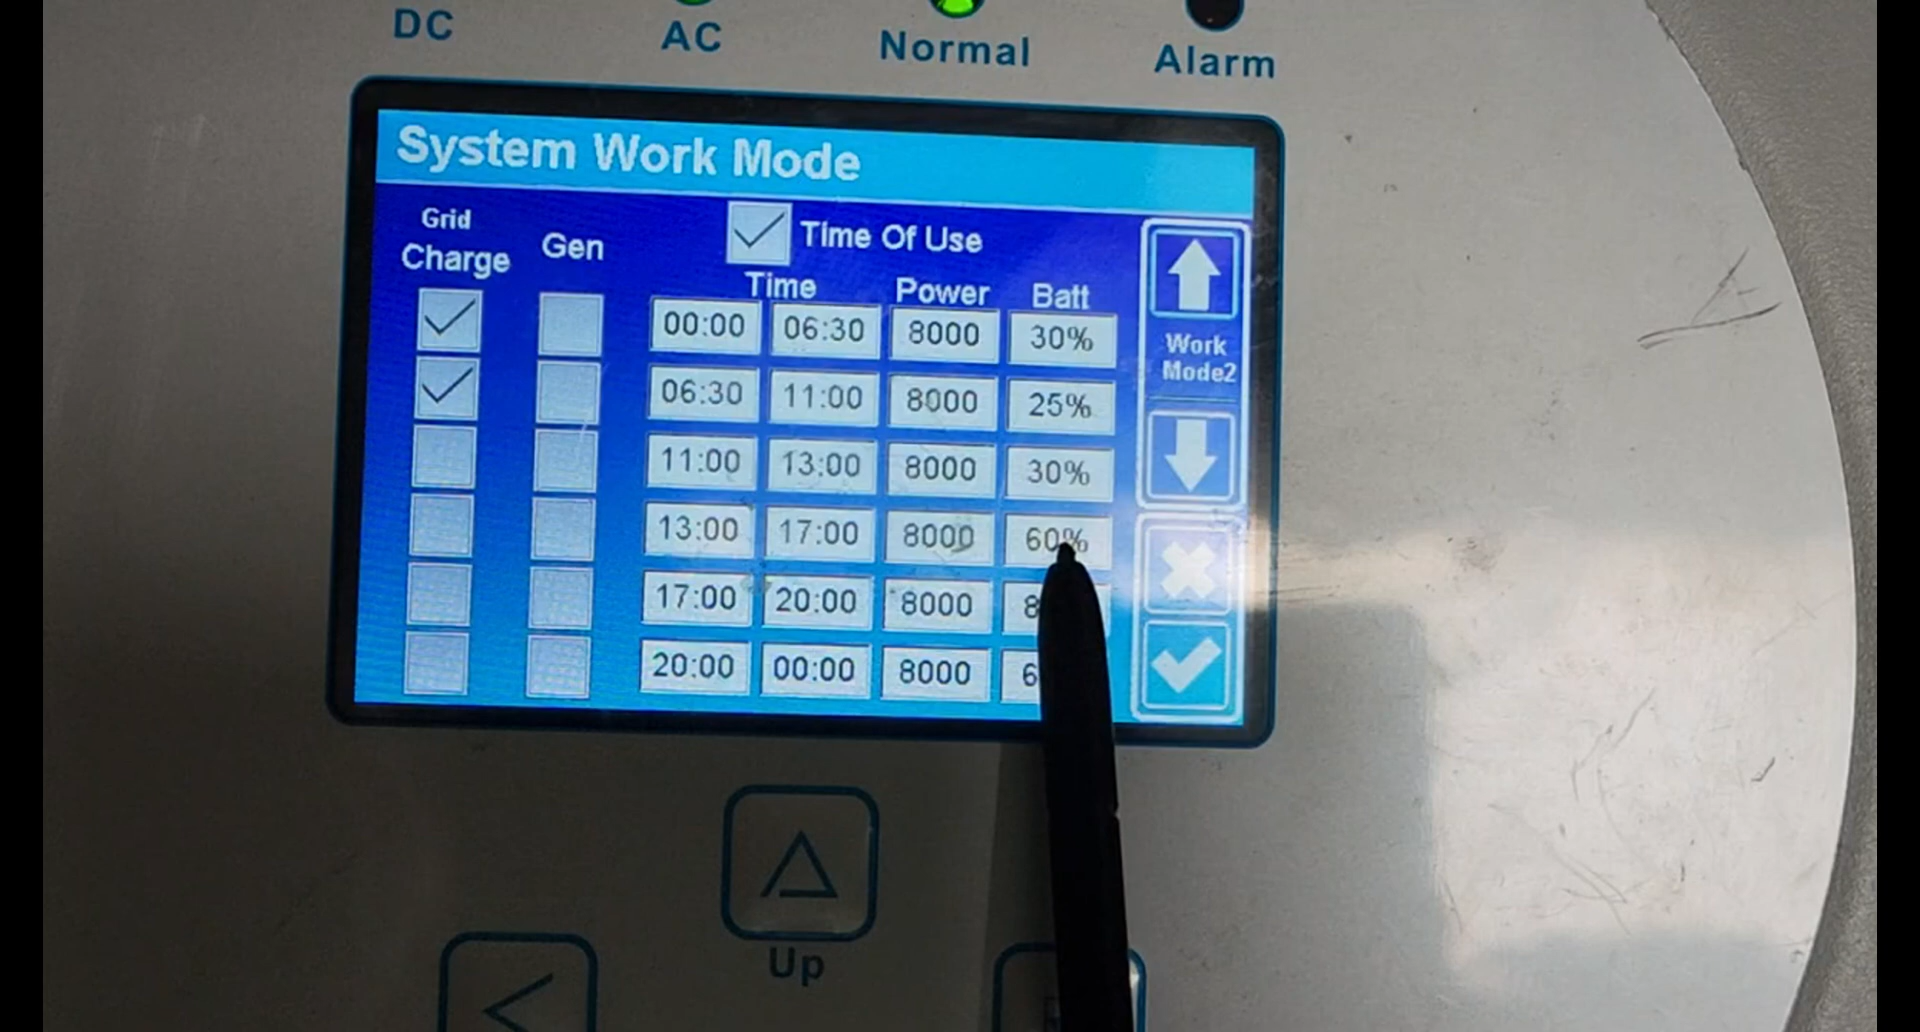 DC AC Normal Alarm
System Work Mode
Grid
Charge Gen Time Of Use
Time Power Batt
00:00 06:30 8000 30%
Work
Mode2
06:30 11:00 8000 25%
11:00 13:00 8000 30%
13:00 17:00 8000 60%
17:00 20:00 8000 8
20:00 00:00 8000 6
Up